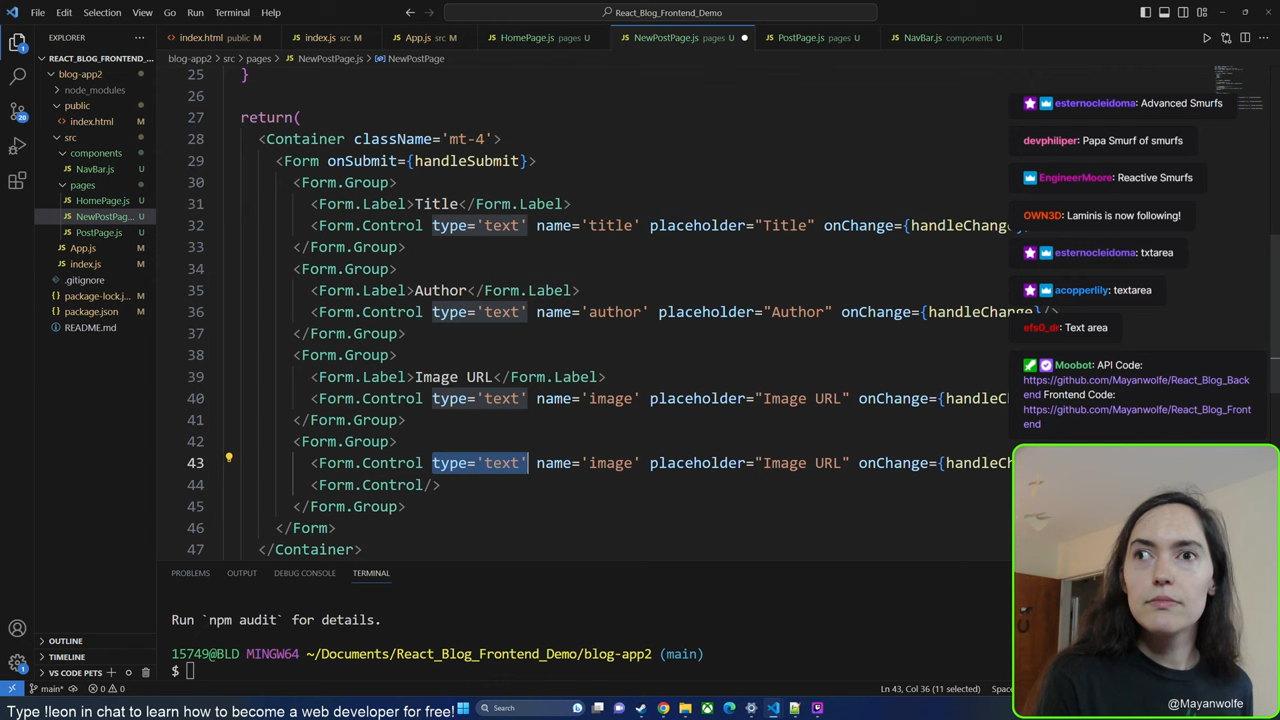 File Edit Selection View Go Run Terminal Help
React_Blog_Frontend_Demo
EXPLORER
index.html public M
index.js src M
App.js src M
HomePage.js pages U
NewPostPage.js pages U
PostPage.js pages U
NavBar.js components U
blog-app2 > src > pages > NewPostPage.js > NewPostPage
REACT_BLOG_FRONTEND_...
blog-app2
node_modules
public
index.html M
src
components
NavBar.js U
pages
HomePage.js U
NewPostPag... U
PostPage.js U
App.js M
index.js M
.gitignore
package-lock.j... M
package.json M
README.md
OUTLINE
TIMELINE
VS CODE PETS
25 }
26
27 return(
28 <Container className='mt-4'>
29 <Form onSubmit={handleSubmit}>
30 <Form.Group>
31 <Form.Label>Title</Form.Label>
32 <Form.Control type='text' name='title' placeholder="Title" onChange={handleChange}
33 </Form.Group>
34 <Form.Group>
35 <Form.Label>Author</Form.Label>
36 <Form.Control type='text' name='author' placeholder="Author" onChange={handleChange}/>
37 </Form.Group>
38 <Form.Group>
39 <Form.Label>Image URL</Form.Label>
40 <Form.Control type='text' name='image' placeholder="Image URL" onChange={handleCh
41 </Form.Group>
42 <Form.Group>
43 <Form.Control type='text' name='image' placeholder="Image URL" onChange={handleCh
44 <Form.Control/>
45 </Form.Group>
46 </Form>
47 </Container>
esternocleidoma: Advanced Smurfs
devphiliper: Papa Smurf of smurfs
EngineerMoore: Reactive Smurfs
OWN3D: Laminis is now following!
esternocleidoma: txtarea
acopperlily: textarea
efs0_dr: Text area
Moobot: API Code:
https://github.com/Mayanwolfe/React_Blog_Back
end Frontend Code:
https://github.com/Mayanwolfe/React_Blog_Front
end
PROBLEMS OUTPUT DEBUG CONSOLE TERMINAL
Run `npm audit` for details.
15749@BLD MINGW64 ~/Documents/React_Blog_Frontend_Demo/blog-app2 (main)
$
1
20
1
main* 0 0
Ln 43, Col 36 (11 selected) Spac
Type !leon in chat to learn how to become a web developer for free!
Search
@Mayanwolfe